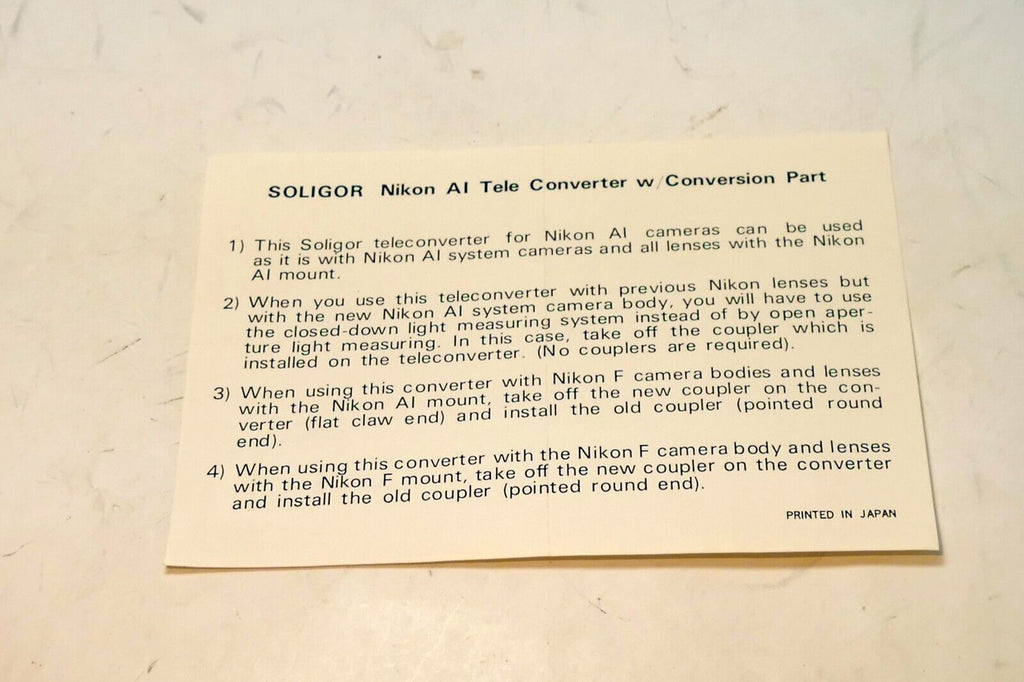 SOLIGOR Nikon AI Tele Converter w/Conversion Part
1) This Soligor teleconverter for Nikon AI cameras can be used
as it is with Nikon AI system cameras and all lenses with the Nikon
AI mount.
2) When you use this teleconverter with previous Nikon lenses but
with the new Nikon AI system camera body, you will have to use
the closed-down light measuring system instead of by open aper-
ture light measuring. In this case, take off the coupler which is
installed on the teleconverter. (No couplers are required).
3) When using this converter with Nikon F camera bodies and lenses
with the Nikon AI mount, take off the new coupler on the con-
verter (flat claw end) and install the old coupler (pointed round
end).
4) When using this converter with the Nikon F camera body and lenses
with the Nikon F mount, take off the new coupler on the converter
and install the old coupler (pointed round end).
PRINTED IN JAPAN